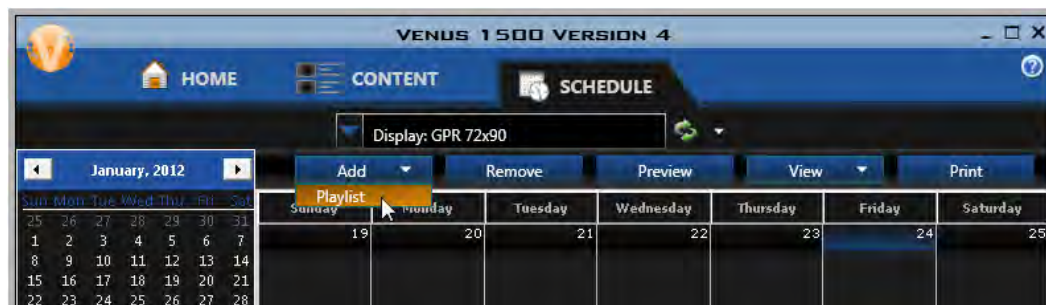 VENUS 1500 VERSION 4
HOME CONTENT SCHEDULE
Display: GPR 72x90
January, 2012
Add Remove Preview View Print
Playlist
Sun Mon Tue Wed Thu Fri Sat
25 26 27 28 29 30 31
1 2 3 4 5 6 7
8 9 10 11 12 13 14
15 16 17 18 19 20 21
22 23 24 25 26 27 28
Sunday Monday Tuesday Wednesday Thursday Friday Saturday
19 20 21 22 23 24 25